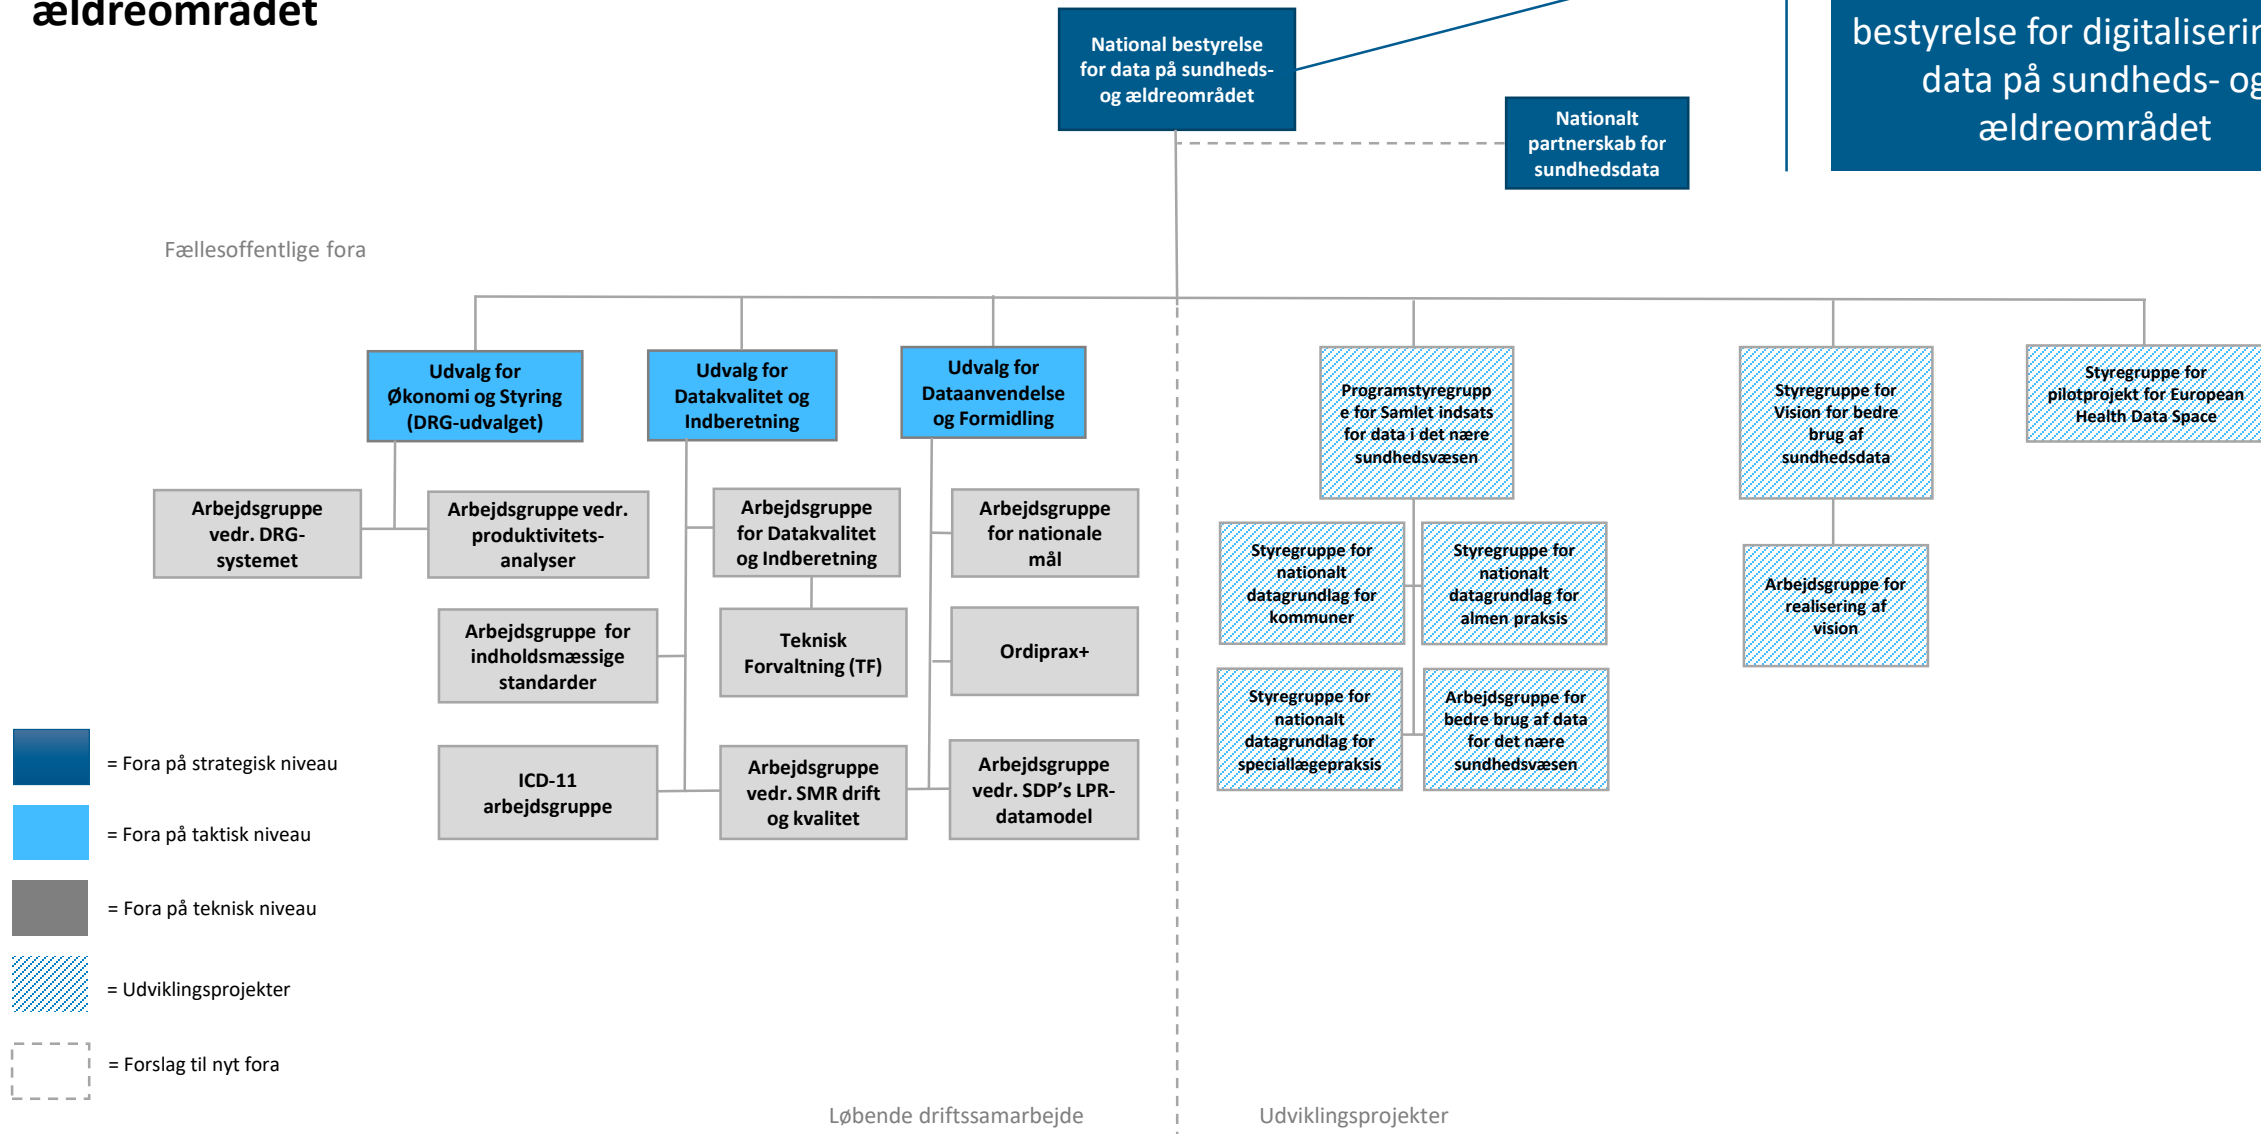 ældreområdet
National bestyrelse
for data på sundheds-
og ældreområdet
bestyrelse for
data på sundheds- og
ældreområdet
Nationalt
partnerskab for
sundhedsdata
Fællesoffentlige fora
Udvalg for
Økonomi og Styring
(DRG-udvalget)
Udvalg for
Datakvalitet og
Indberetning
Udvalg for
Dataanvendelse
og Formidling
Programstyregrupp
e for Samlet indsats
for data i det nære
sundhedsvæsen
Styregruppe for
Vision for bedre
brug af
sundhedsdata
Styregruppe for
pilotprojekt for European
Health Data Space
Arbejdsgruppe
vedr. DRG-
systemet
Arbejdsgruppe vedr.
produktivitets-
analyser
Arbejdsgruppe
for Datakvalitet
og Indberetning
Arbejdsgruppe
for nationale
mål
Styregruppe for
nationalt
datagrundlag for
kommuner
Styregruppe for
nationalt
datagrundlag for
almen praksis
Arbejdsgruppe for
realisering af
vision
Arbejdsgruppe for
indholdsmæssige
standarder
Teknisk
Forvaltning (TF)
Ordiprax+
Styregruppe for
nationalt
datagrundlag for
speciallægepraksis
Arbejdsgruppe for
bedre brug af data
for det nære
sundhedsvæsen
ICD-11
arbejdsgruppe
Arbejdsgruppe
vedr. SMR drift
og kvalitet
Arbejdsgruppe
vedr. SDP's LPR-
datamodel
= Fora på strategisk niveau
= Fora på taktisk niveau
= Fora på teknisk niveau
= Udviklingsprojekter
= Forslag til nyt fora
Løbende driftssamarbejde
Udviklingsprojekter